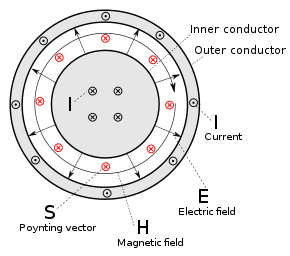 Inner conductor
Outer conductor
I
I
Current
E
Electric field
S
Poynting vector
H
Magnetic field